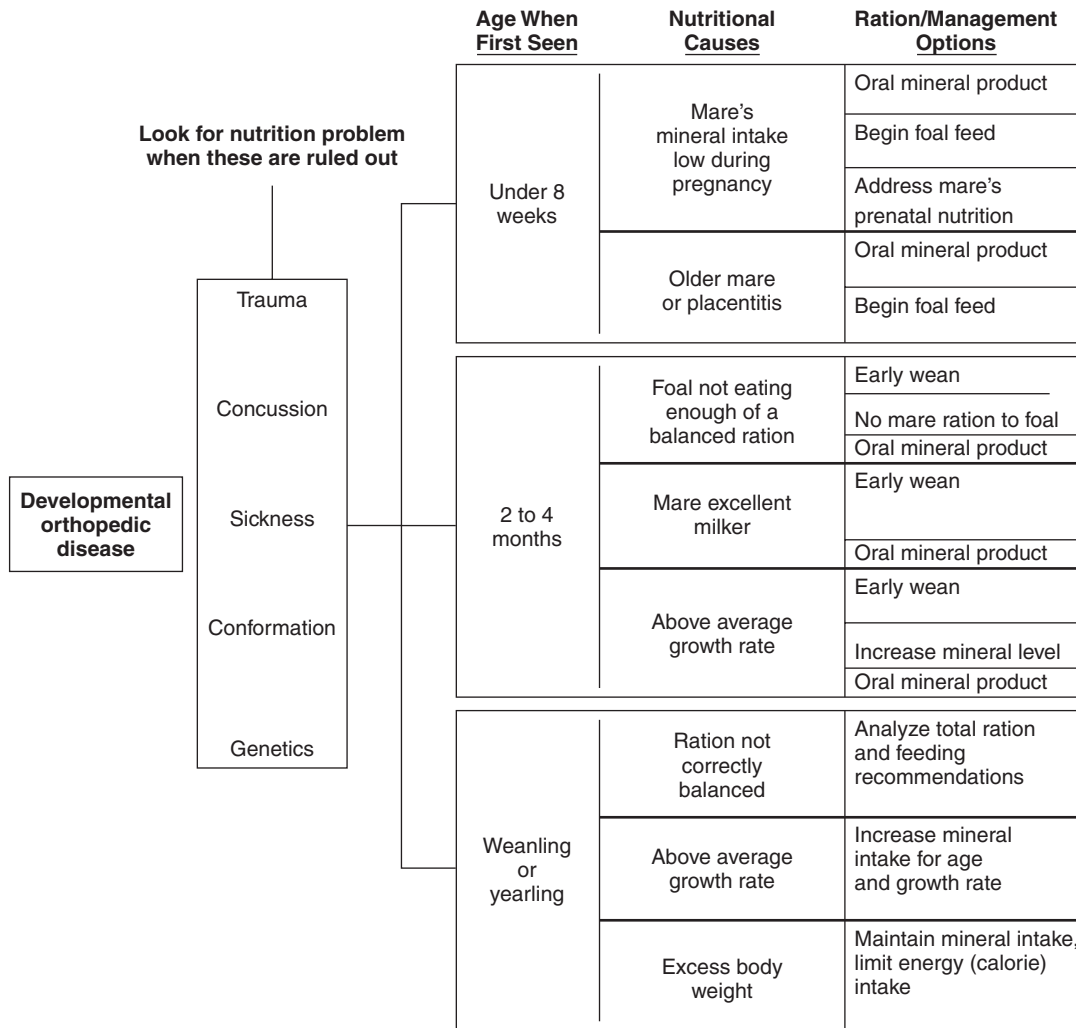 Age When
First Seen
Nutritional
Causes
Ration/Management
Options
Look for nutrition problem
when these are ruled out
Developmental
orthopedic
disease
Trauma
Concussion
Sickness
Conformation
Genetics
Under 8
weeks
Mare’s
mineral intake
low during
pregnancy
Oral mineral product
Begin foal feed
Address mare’s
prenatal nutrition
Older mare
or placentitis
Oral mineral product
Begin foal feed
2 to 4
months
Foal not eating
enough of a
balanced ration
Early wean
No mare ration to foal
Oral mineral product
Mare excellent
milker
Early wean
Oral mineral product
Above average
growth rate
Early wean
Increase mineral level
Oral mineral product
Weanling
or
yearling
Ration not
correctly
balanced
Analyze total ration
and feeding
recommendations
Above average
growth rate
Increase mineral
intake for age
and growth rate
Excess body
weight
Maintain mineral intake,
limit energy (calorie)
intake